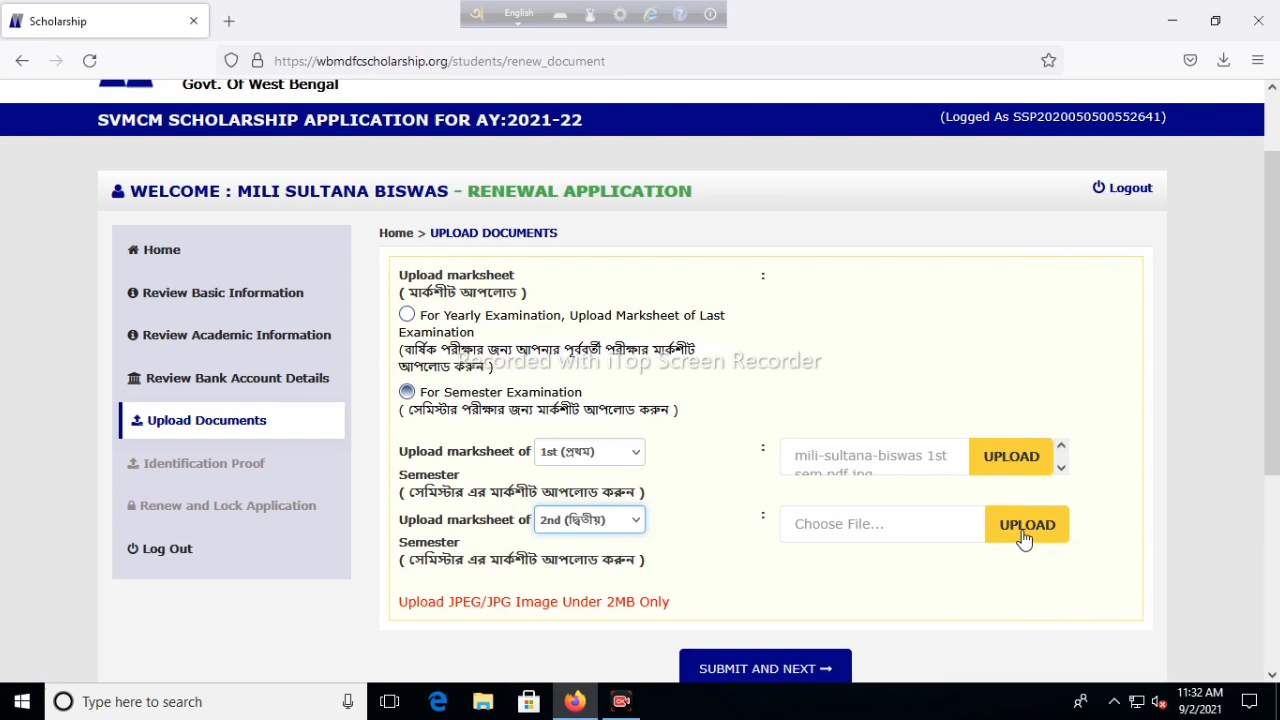 Scholarship
English
https://wbmdfcscholarship.org/students/renew_document
Govt. Of West Bengal
SVMCM SCHOLARSHIP APPLICATION FOR AY:2021-22
(Logged As SSP2020050500552641)
WELCOME : MILI SULTANA BISWAS - RENEWAL APPLICATION
Logout
Home
Review Basic Information
Review Academic Information
Review Bank Account Details
Upload Documents
Identification Proof
Renew and Lock Application
Log Out
Home > UPLOAD DOCUMENTS
Upload marksheet :
( মার্কশীট আপলোড )
For Yearly Examination, Upload Marksheet of Last
Examination
(বার্ষিক পরীক্ষার জন্য আপনার পূর্ববর্তী পরীক্ষার মার্কশীট
আপলোড করুন )
Recorded with iTop Screen Recorder
For Semester Examination
( সেমিস্টার পরীক্ষার জন্য মার্কশীট আপলোড করুন )
Upload marksheet of 1st (প্রথম) : mili-sultana-biswas 1st UPLOAD
sem.pdf.jpg
Semester
( সেমিস্টার এর মার্কশীট আপলোড করুন )
Upload marksheet of 2nd (দ্বিতীয়) : Choose File... UPLOAD
Semester
( সেমিস্টার এর মার্কশীট আপলোড করুন )
Upload JPEG/JPG Image Under 2MB Only
SUBMIT AND NEXT
Type here to search
11:32 AM
9/2/2021